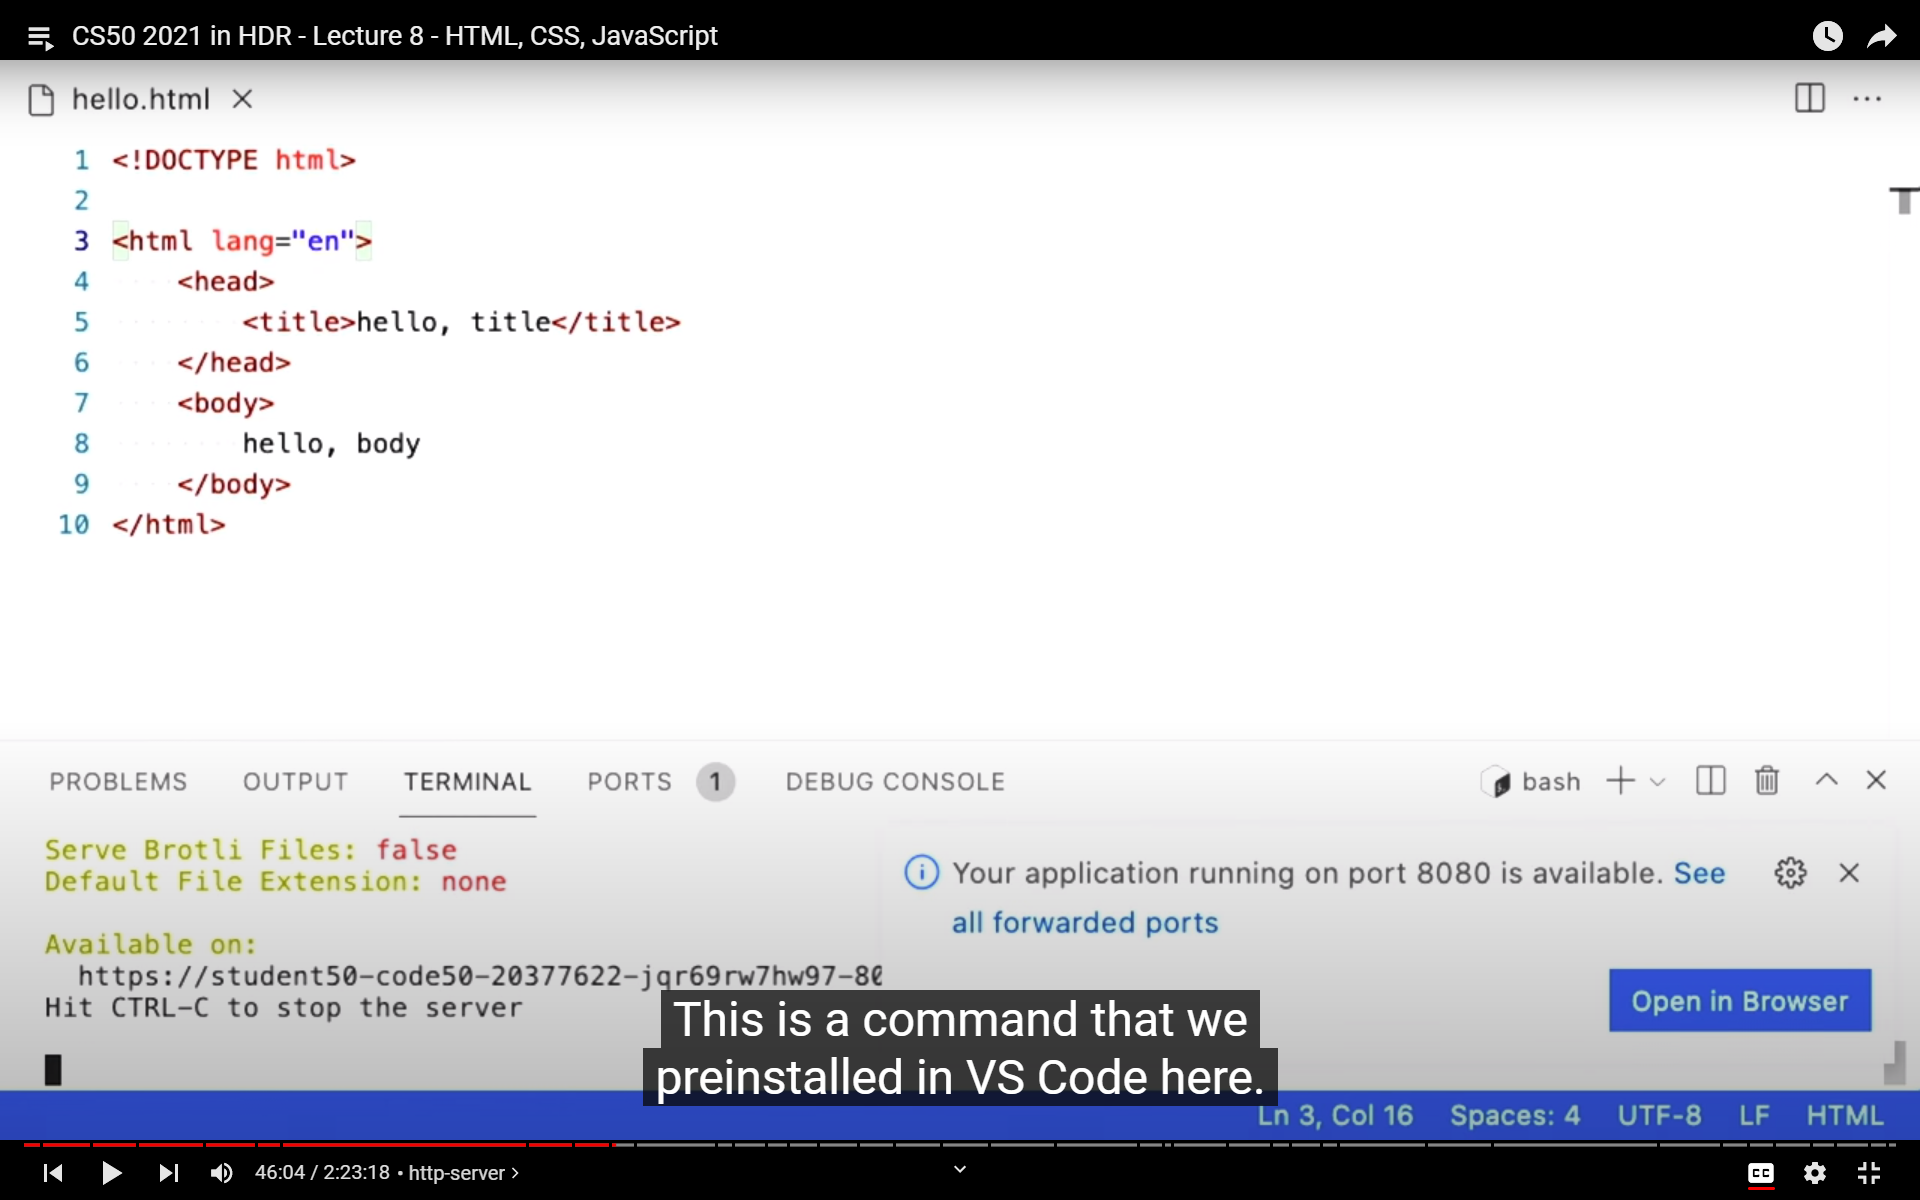 CS50 2021 in HDR - Lecture 8 - HTML, CSS, JavaScript
hello.html
1 <!DOCTYPE html>
2
3 <html lang="en">
4 <head>
5 <title>hello, title</title>
6 </head>
7 <body>
8 hello, body
9 </body>
10 </html>
PROBLEMS OUTPUT TERMINAL PORTS 1 DEBUG CONSOLE bash
Serve Brotli Files: false
Default File Extension: none
Available on:
https://student50-code50-20377622-jqr69rw7hw97-80
Hit CTRL-C to stop the server
Your application running on port 8080 is available. See
all forwarded ports
Open in Browser
This is a command that we
preinstalled in VS Code here.
Ln 3, Col 16 Spaces: 4 UTF-8 LF HTML
46:04 / 2:23:18 • http-server >
CC